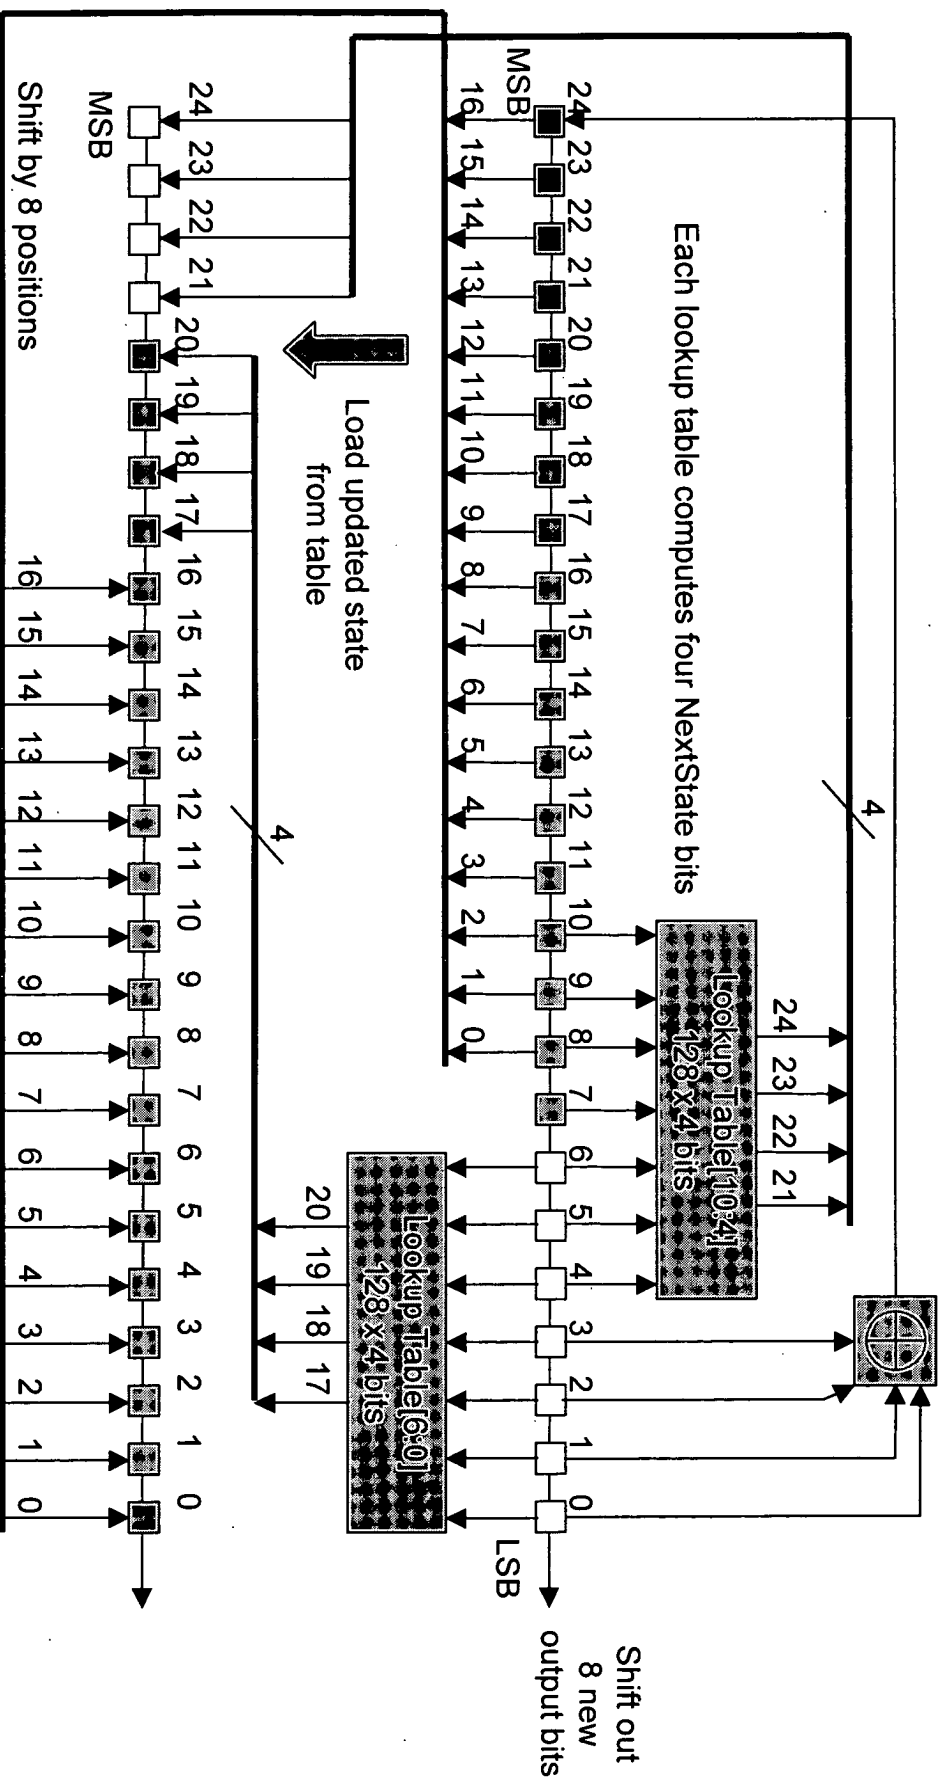 4
24 23 22 21
Lookup Table[10:4]
128 x 4 bits
Each lookup table computes four NextState bits
Shift out
8 new
output bits
MSB
24 23 22 21 20 19 18 17 16 15 14 13 12 11 10 9 8 7 6 5 4 3 2 1 0
LSB
16 15 14 13 12 11 10 9 8 7 6 5 4 3 2 1 0
Lookup Table[6:0]
128 x 4 bits
Load updated state
from table
20 19 18 17
4
24 23 22 21 20 19 18 17 16 15 14 13 12 11 10 9 8 7 6 5 4 3 2 1 0
MSB
Shift by 8 positions
16 15 14 13 12 11 10 9 8 7 6 5 4 3 2 1 0